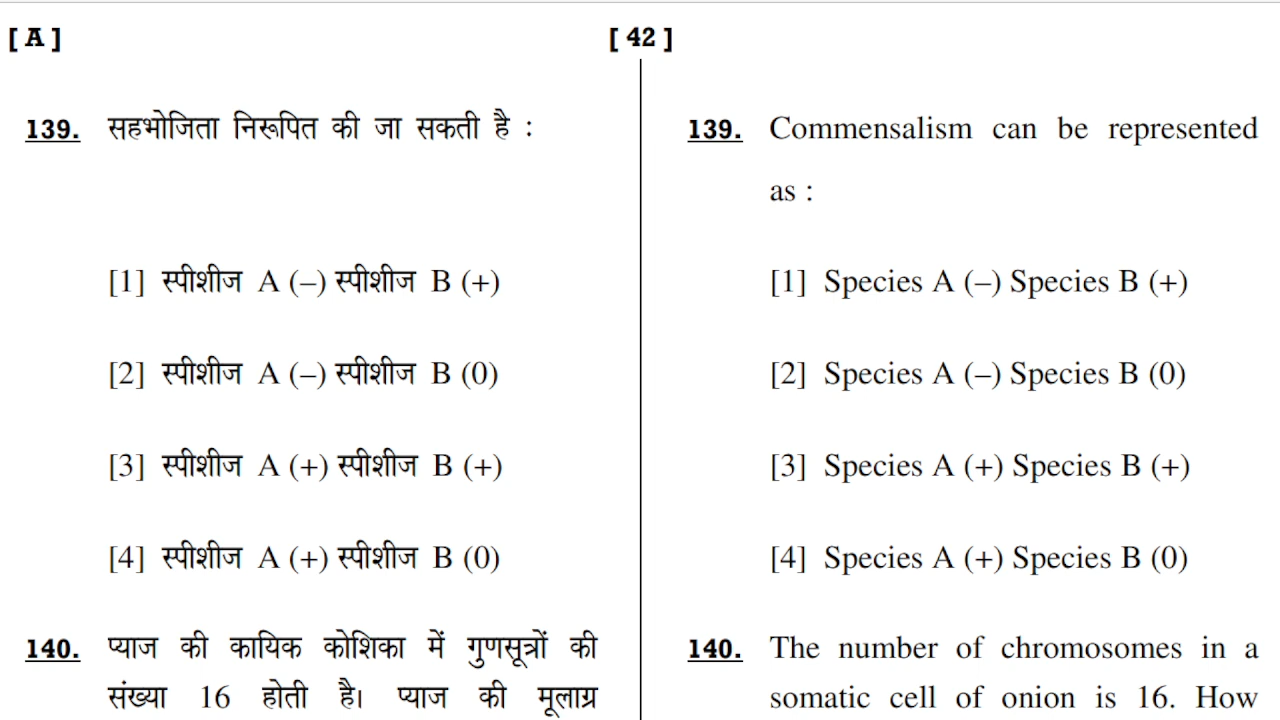 [ A ]
[ 42 ]
139. सहभोजिता निरूपित की जा सकती है :
[1] स्पीशीज A (–) स्पीशीज B (+)
[2] स्पीशीज A (–) स्पीशीज B (0)
[3] स्पीशीज A (+) स्पीशीज B (+)
[4] स्पीशीज A (+) स्पीशीज B (0)
140. प्याज की कायिक कोशिका में गुणसूत्रों की
संख्या 16 होती है। प्याज की मूलाग्र
139. Commensalism can be represented
as :
[1] Species A (–) Species B (+)
[2] Species A (–) Species B (0)
[3] Species A (+) Species B (+)
[4] Species A (+) Species B (0)
140. The number of chromosomes in a
somatic cell of onion is 16. How